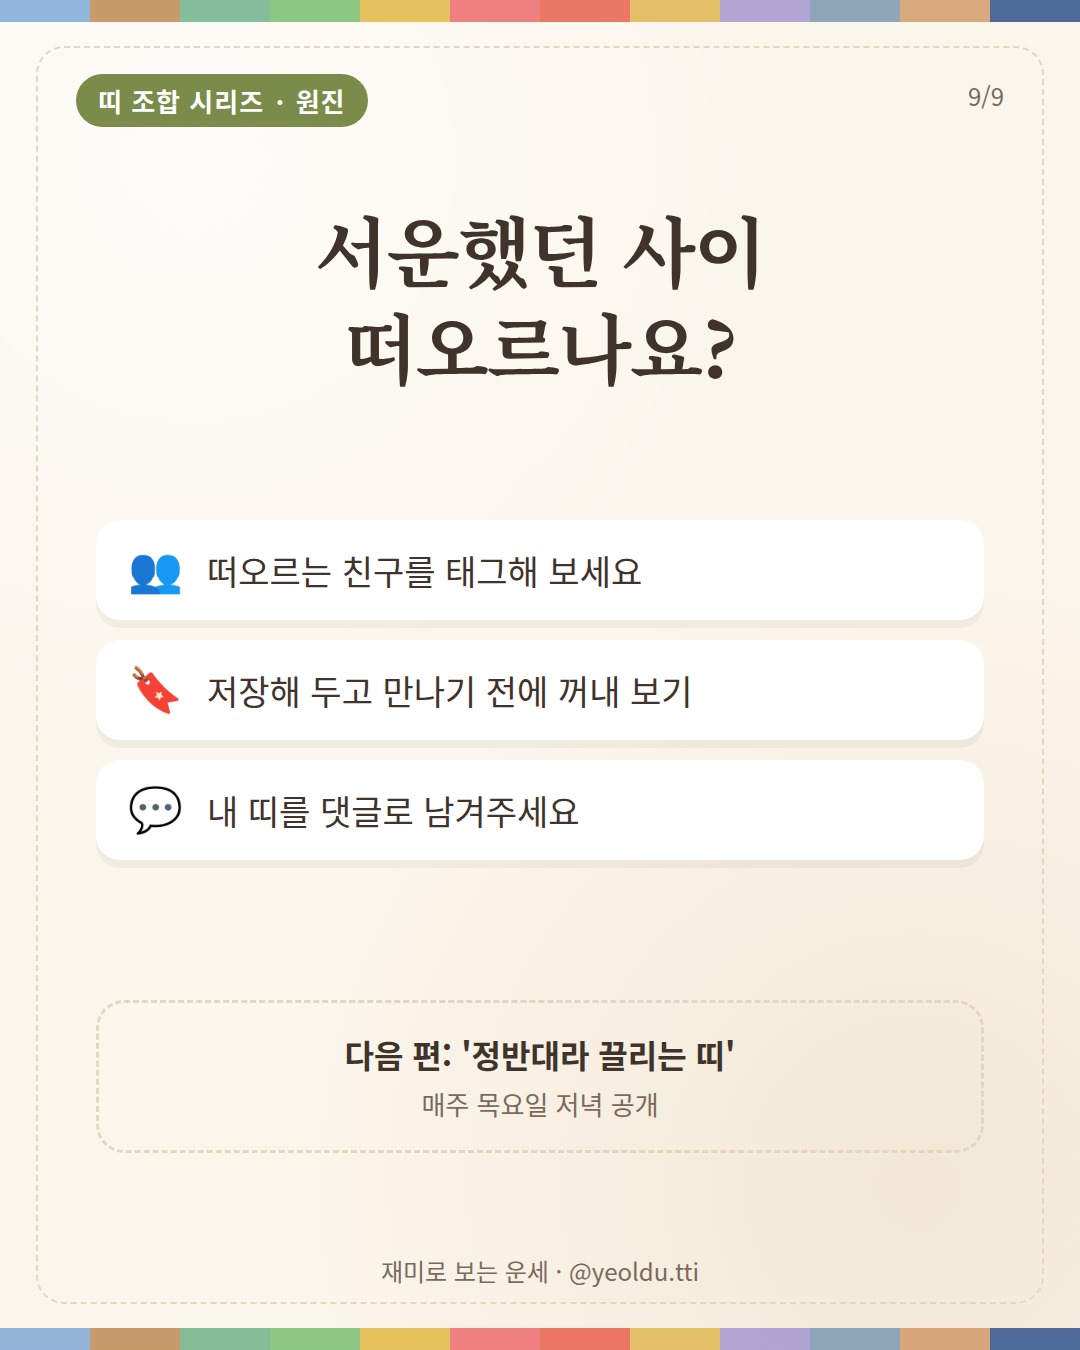 띠 조합 시리즈 · 원진
9/9
서운했던 사이
떠오르나요?
떠오르는 친구를 태그해 보세요
저장해 두고 만나기 전에 꺼내 보기
내 띠를 댓글로 남겨주세요
다음 편: '정반대라 끌리는 띠'
매주 목요일 저녁 공개
재미로 보는 운세 · @yeoldu.tti